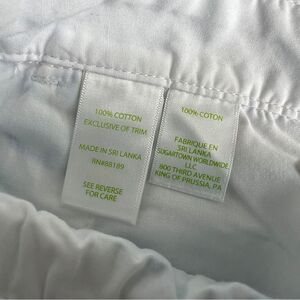 100% COTTON
EXCLUSIVE OF TRIM
MADE IN SRI LANKA
RN#88189
SEE REVERSE
FOR CARE
100% COTON
FABRIQUE EN
SRI LANKA
SUGARTOWN WORLDWIDE
LLC
800 THIRD AVENUE
KING OF PRUSSIA, PA